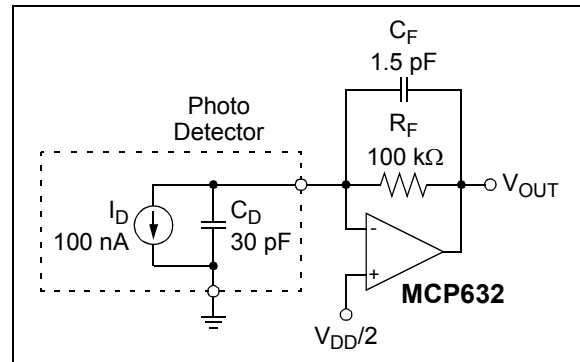 C_F
1.5 pF
Photo
Detector
R_F
100 kΩ
V_OUT
I_D
100 nA
C_D
30 pF
-
+
MCP632
V_DD/2